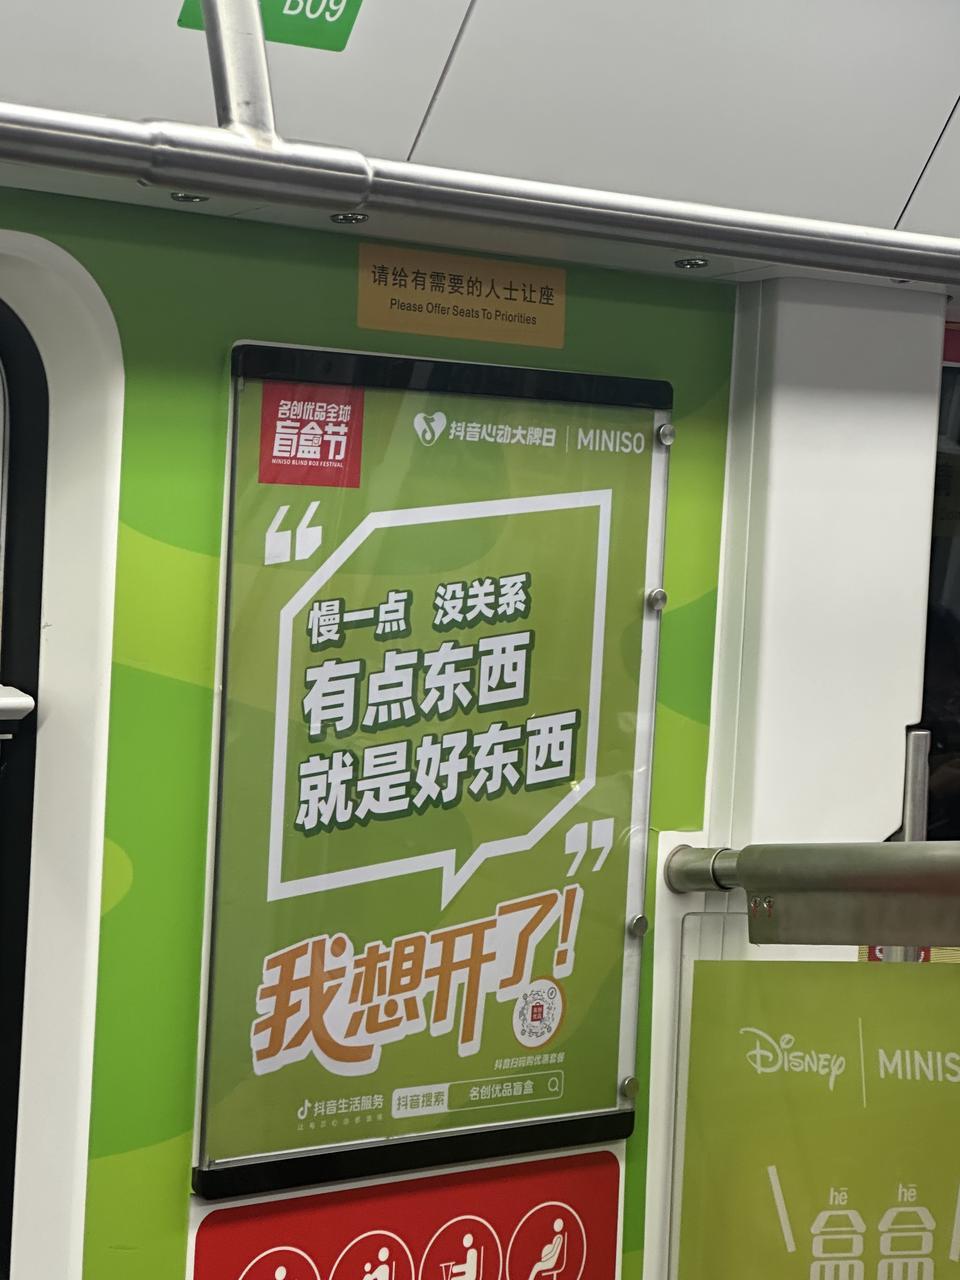 B09
请给有需要的人士让座
Please Offer Seats To Priorities
名创优品全球
盲盒节
MINISO BLIND BOX FESTIVAL
抖音心动大牌日 | MINISO
“
慢一点 没关系
有点东西
就是好东西
”
我想开了!
抖音扫码购优惠套餐
抖音生活服务
抖音搜索 名创优品盲盒
Disney | MINIS
hē hē